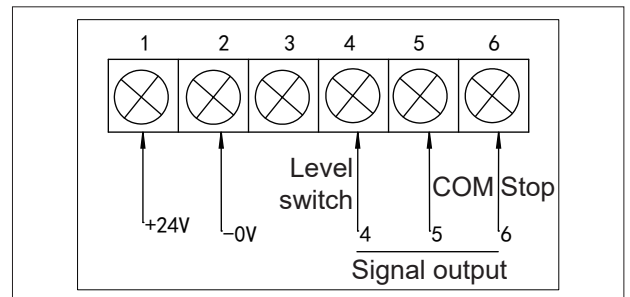 1 2 3 4 5 6
Level
switch
COM Stop
+24V -0V 4 5 6
Signal output